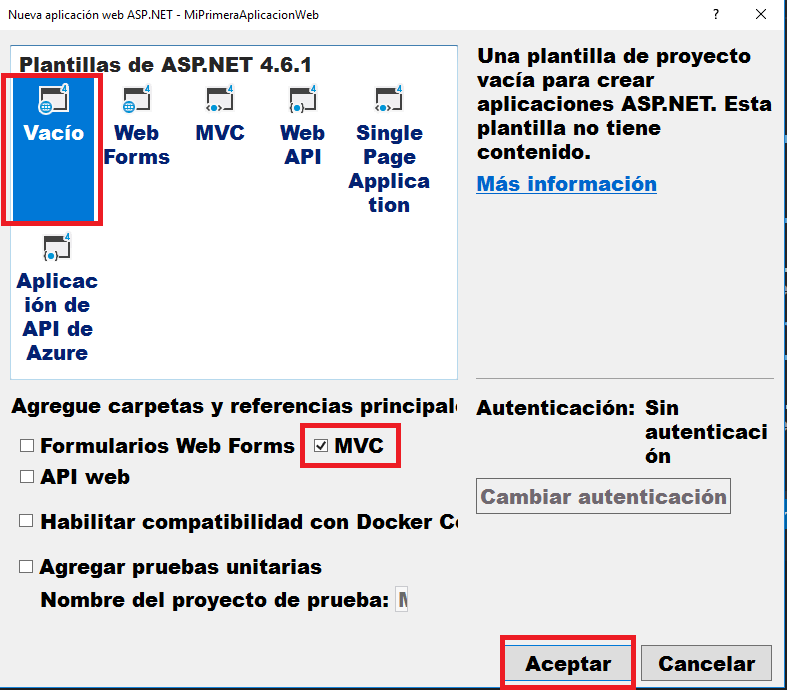 Nueva aplicación web ASP.NET - MiPrimeraAplicacionWeb
?
Plantillas de ASP.NET 4.6.1
Vacío
Web
Forms
MVC
Web
API
Single
Page
Applica
tion
Aplicac
ión de
API de
Azure
Una plantilla de proyecto
vacía para crear
aplicaciones ASP.NET. Esta
plantilla no tiene
contenido.
Más información
Agregue carpetas y referencias principale
Formularios Web Forms
MVC
API web
Habilitar compatibilidad con Docker Co
Agregar pruebas unitarias
Nombre del proyecto de prueba:
Autenticación:
Sin
autenticaci
ón
Cambiar autenticación
Aceptar
Cancelar